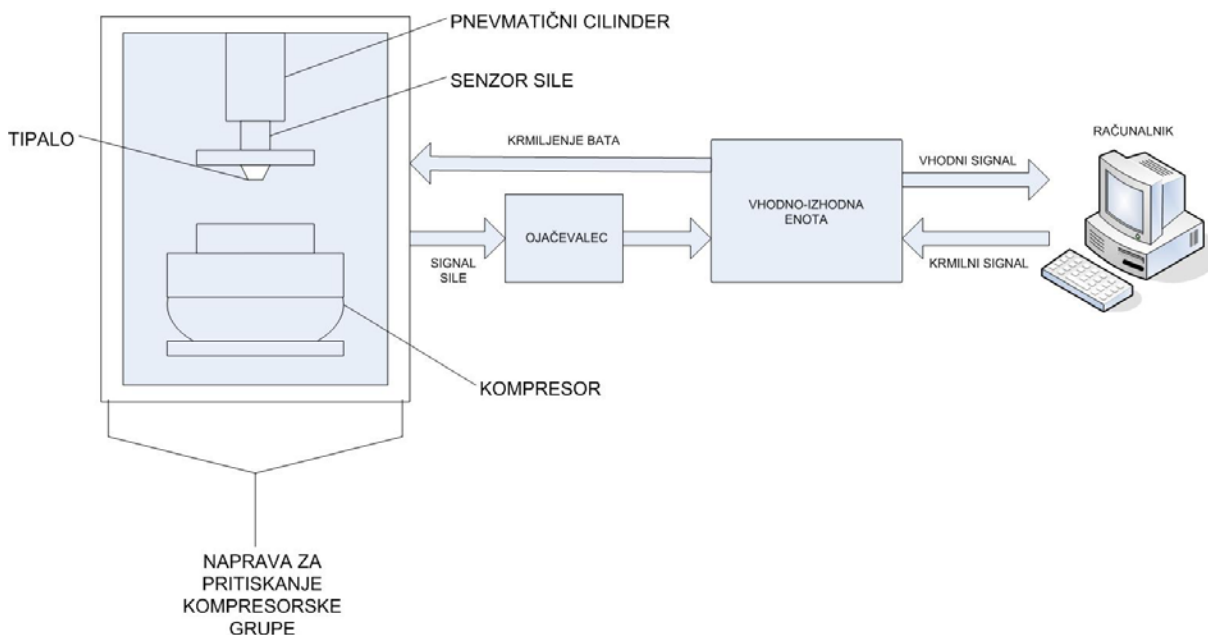 PNEVMATIČNI CILINDER
SENZOR SILE
TIPALO
KRMILJENJE BATA
RAČUNALNIK
VHODNI SIGNAL
VHODNO-IZHODNA
ENOTA
OJAČEVALEC
SIGNAL
SILE
KRMILNI SIGNAL
KOMPRESOR
NAPRAVA ZA
PRITISKANJE
KOMPRESORSKE
GRUPE